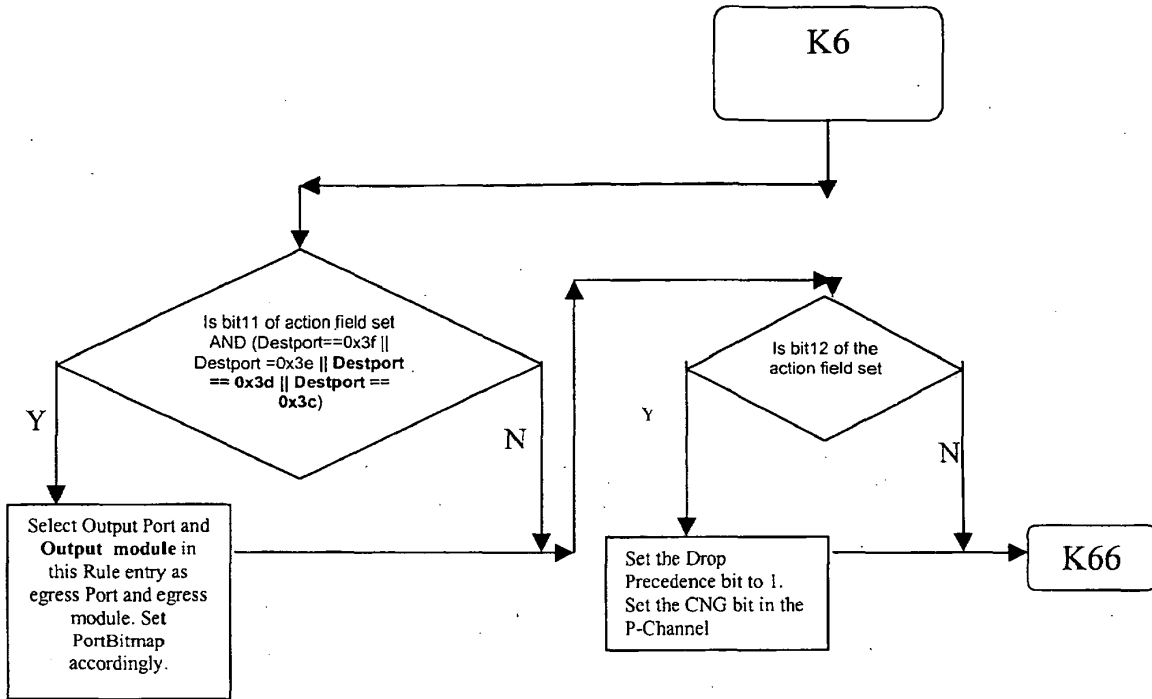 K6
Is bit11 of action field set
AND (Destport==0x3f ||
Destport =0x3e || Destport
== 0x3d || Destport ==
0x3c)
Y
N
Select Output Port and
Output module in
this Rule entry as
egress Port and egress
module. Set
PortBitmap
accordingly.
Is bit12 of the
action field set
Y
N
Set the Drop
Precedence bit to 1.
Set the CNG bit in the
P-Channel
K66